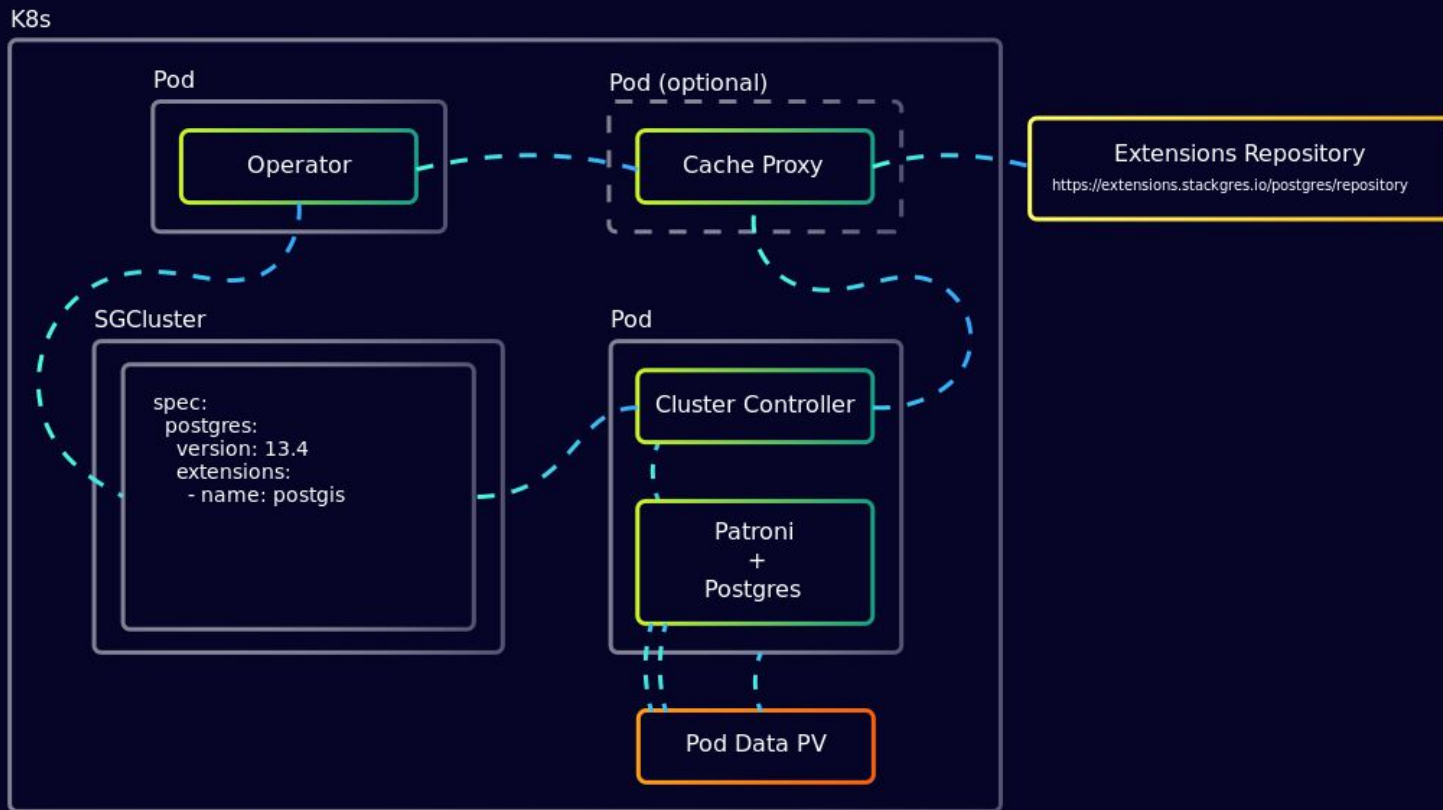 K8s
Pod
Operator
Pod (optional)
Cache Proxy
Extensions Repository
https://extensions.stackgres.io/postgres/repository
SGCluster
spec:
  postgres:
    version: 13.4
    extensions:
      - name: postgis
Pod
Cluster Controller
Patroni
+
Postgres
Pod Data PV